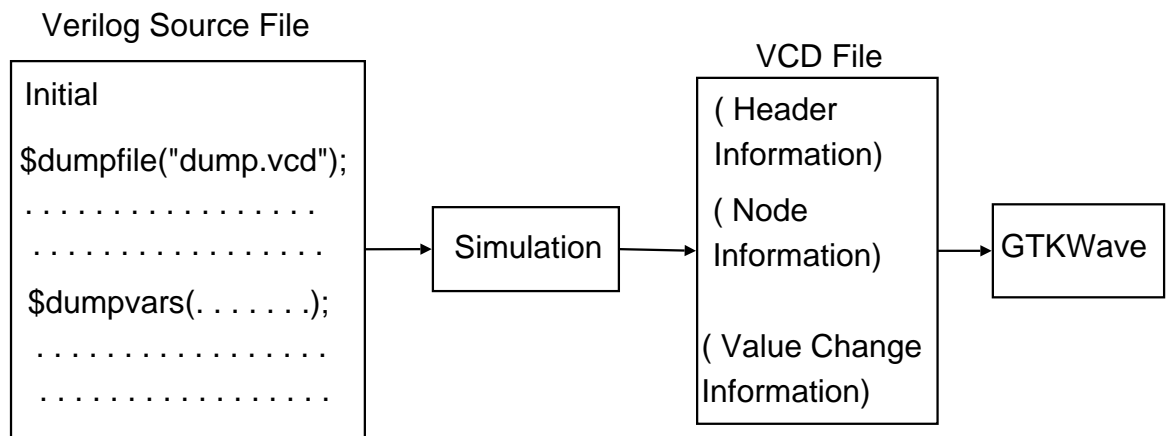 Verilog Source File
Initial
$dumpfile("dump.vcd");
. . . . . . . . . . . . . . . . .
. . . . . . . . . . . . . . . . .
$dumpvars(. . . . . . .);
. . . . . . . . . . . . . . . . .
. . . . . . . . . . . . . . . . .
Simulation
VCD File
( Header
Information)
( Node
Information)
( Value Change
Information)
GTKWave